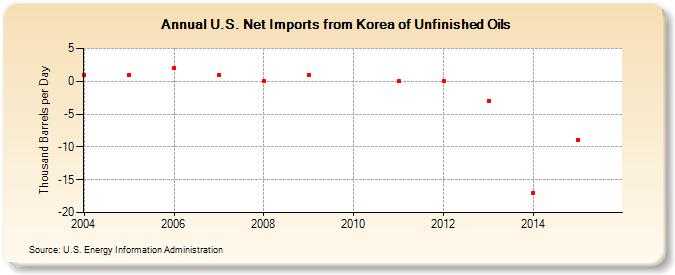 Annual U.S. Net Imports from Korea of Unfinished Oils
Thousand Barrels per Day
5
0
-5
-10
-15
-20
2004 2006 2008 2010 2012 2014
Source: U.S. Energy Information Administration